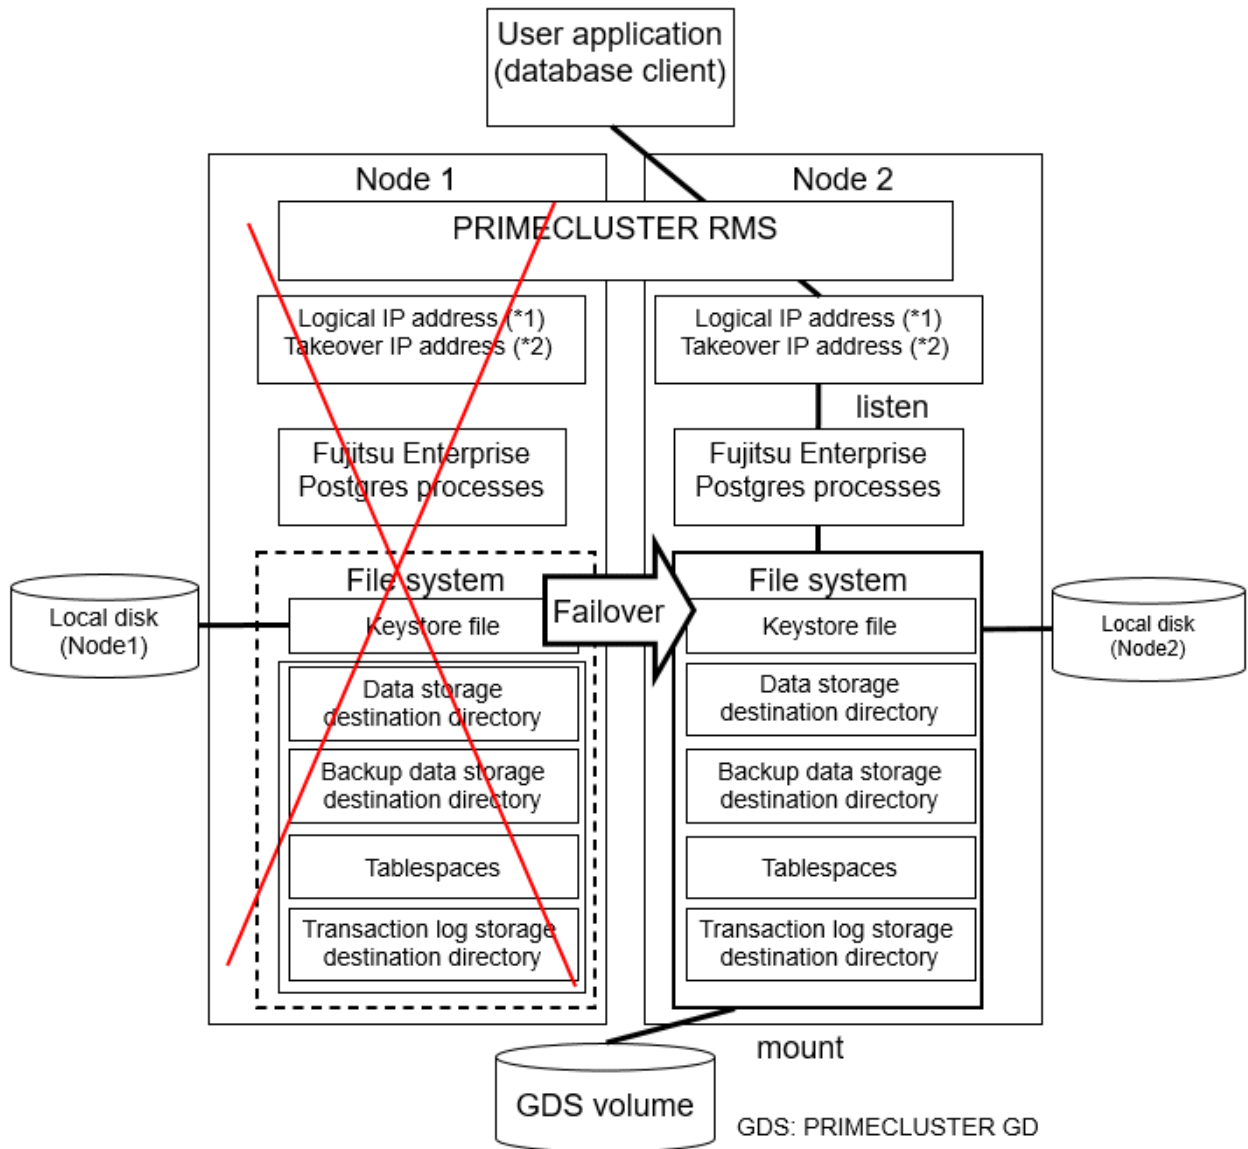 User application
(database client)
Node 1
Node 2
PRIMECLUSTER RMS
Logical IP address (*1)
Takeover IP address (*2)
Logical IP address (*1)
Takeover IP address (*2)
listen
Fujitsu Enterprise
Postgres processes
Fujitsu Enterprise
Postgres processes
File system
File system
Failover
Local disk
(Node1)
Keystore file
Keystore file
Local disk
(Node2)
Data storage
destination directory
Data storage
destination directory
Backup data storage
destination directory
Backup data storage
destination directory
Tablespaces
Tablespaces
Transaction log storage
destination directory
Transaction log storage
destination directory
mount
GDS volume
GDS: PRIMECLUSTER GD